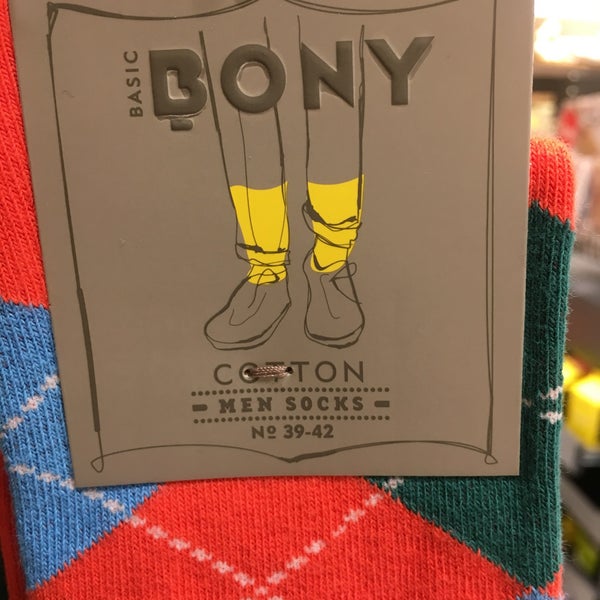 BASIC
BONY
COTTON
MEN SOCKS
Nº 39-42